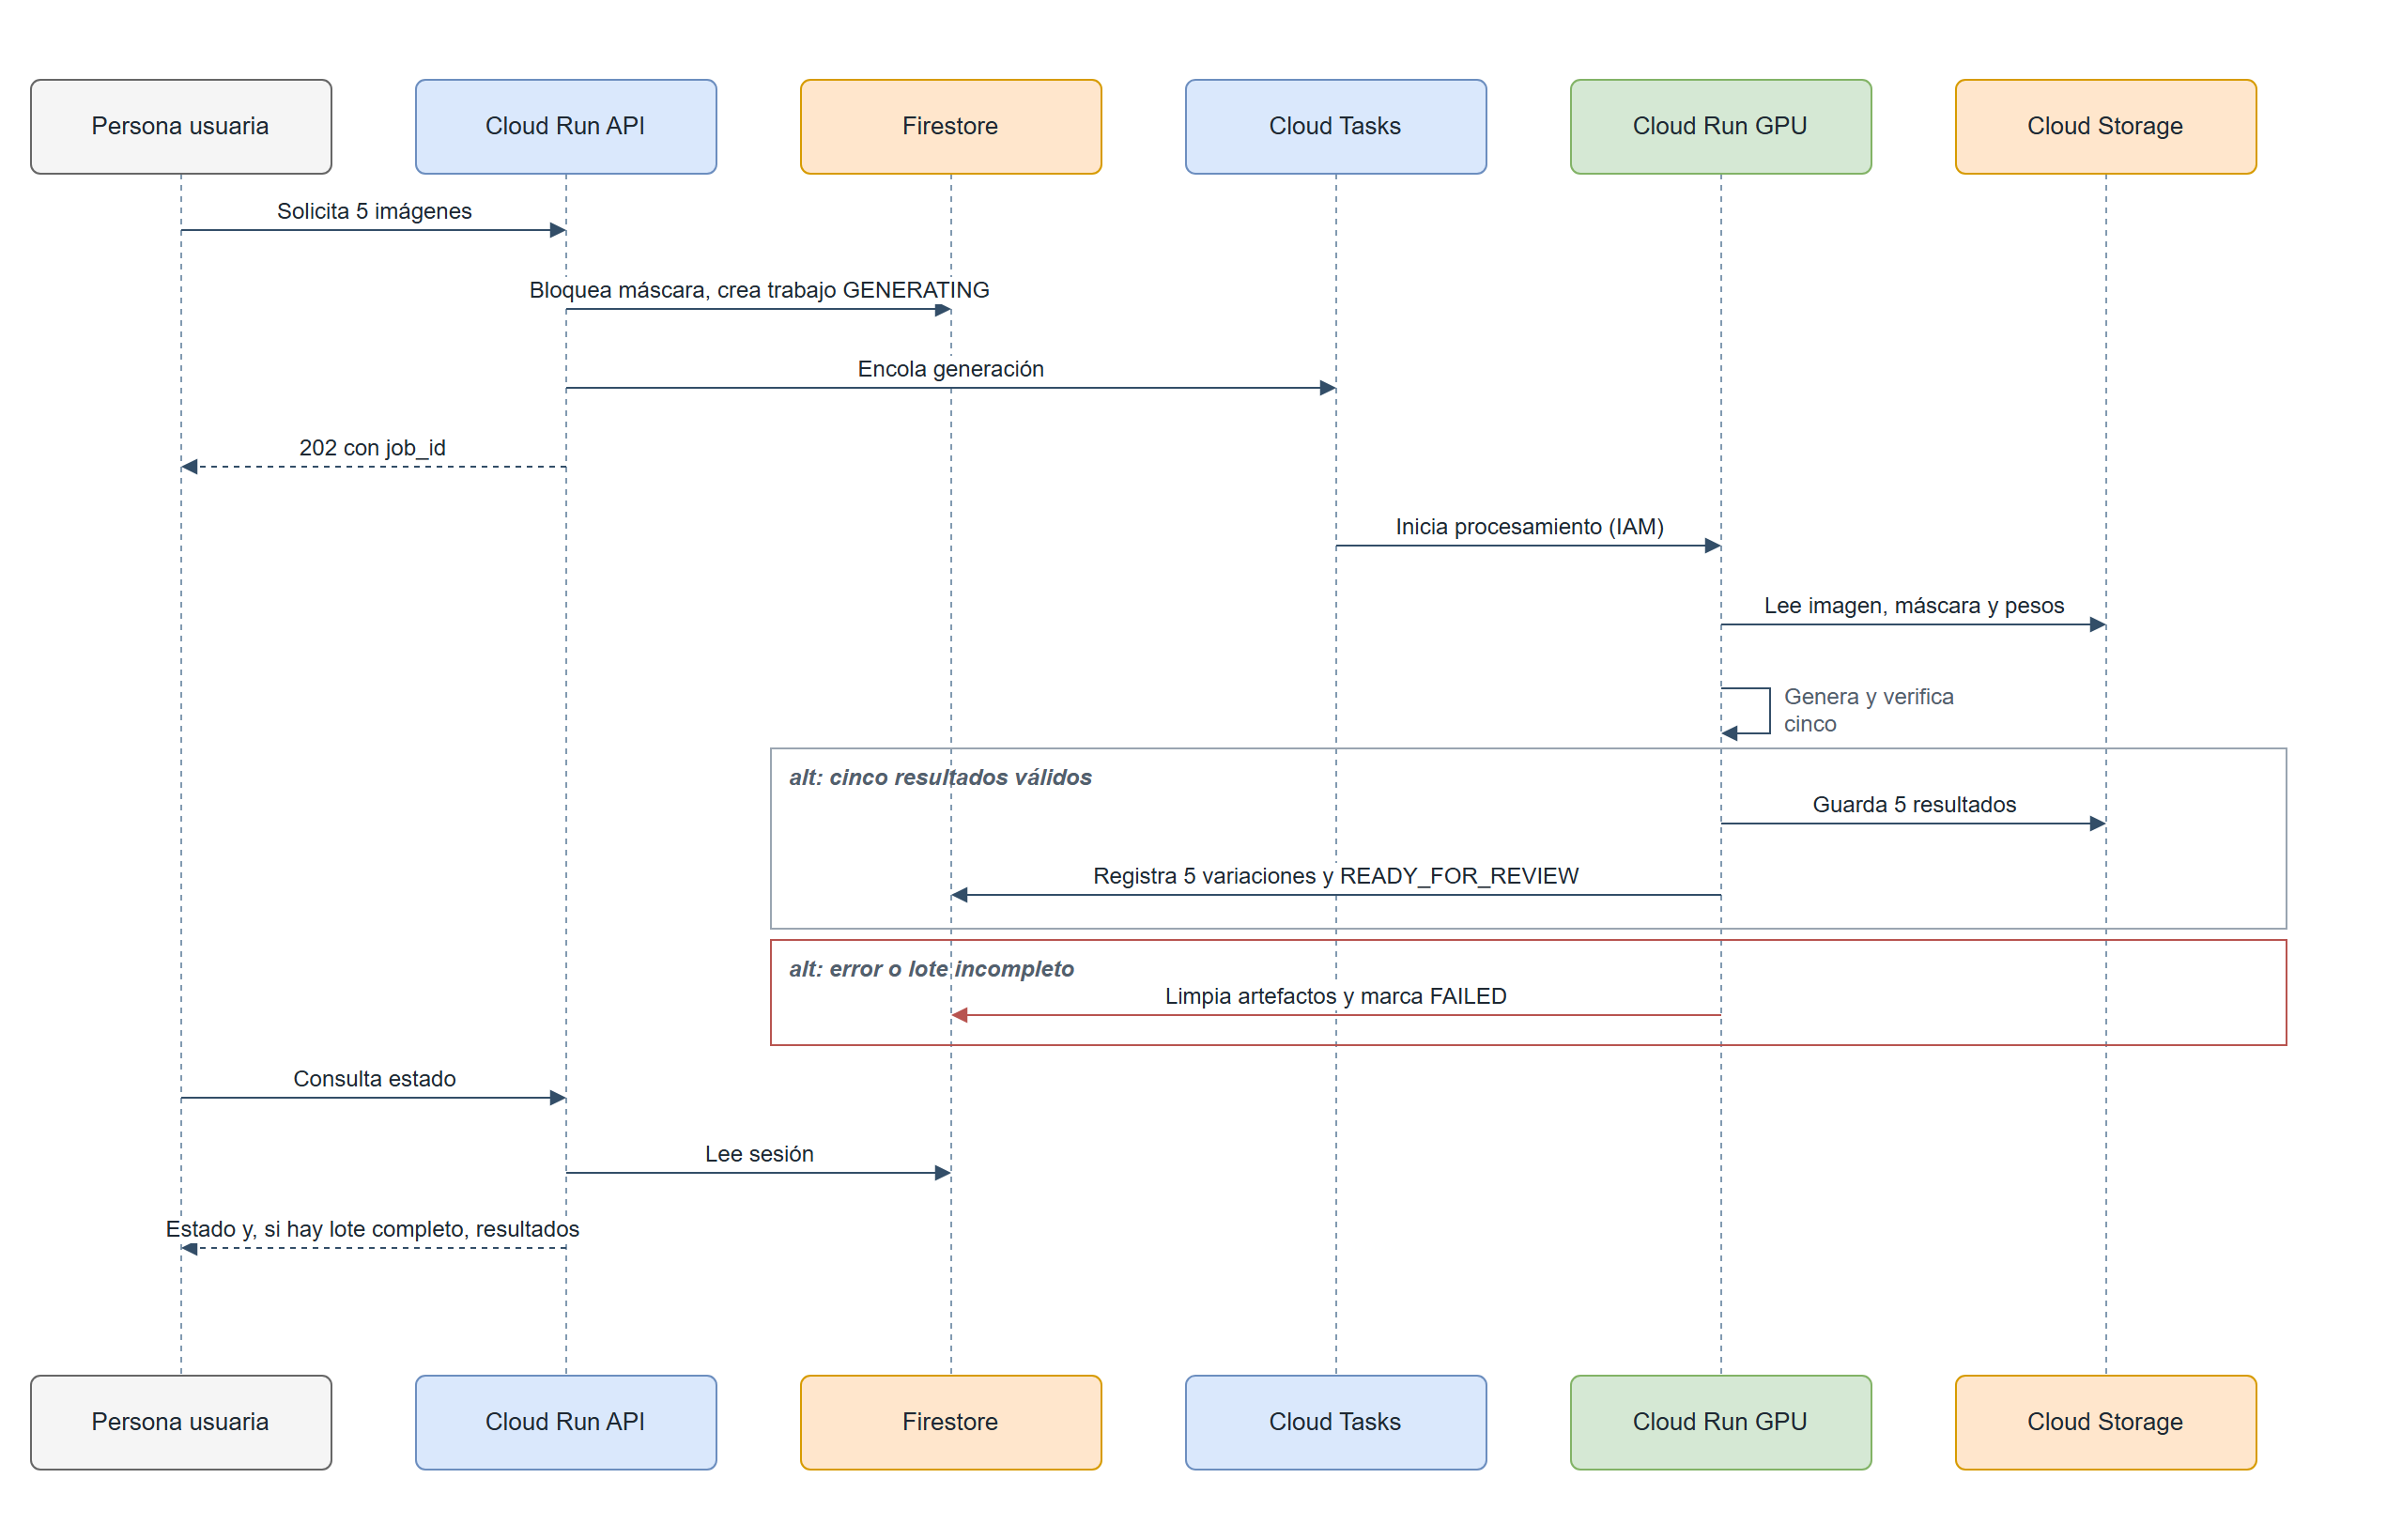 Persona usuaria
Cloud Run API
Firestore
Cloud Tasks
Cloud Run GPU
Cloud Storage
Solicita 5 imágenes
Bloquea máscara, crea trabajo GENERATING
Encola generación
202 con job_id
Inicia procesamiento (IAM)
Lee imagen, máscara y pesos
Genera y verifica
cinco
alt: cinco resultados válidos
Guarda 5 resultados
Registra 5 variaciones y READY_FOR_REVIEW
alt: error o lote incompleto
Limpia artefactos y marca FAILED
Consulta estado
Lee sesión
Estado y, si hay lote completo, resultados
Persona usuaria
Cloud Run API
Firestore
Cloud Tasks
Cloud Run GPU
Cloud Storage